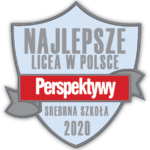 NAJLEPSZE
LICEA W POLSCE
Perspektywy
SREBRNA SZKOŁA
2020